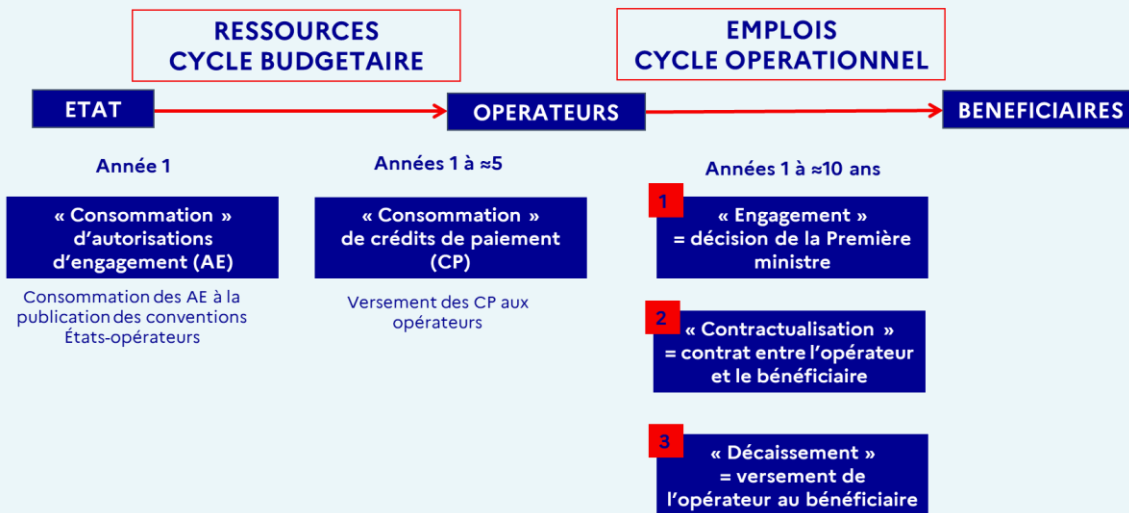 RESSOURCES
CYCLE BUDGETAIRE
EMPLOIS
CYCLE OPERATIONNEL
ETAT
OPERATEURS
BENEFICIAIRES
Année 1
« Consommation »
d'autorisations
d'engagement (AE)
Consommation des AE à la
publication des conventions
États-opérateurs
Années 1 à ≈5
« Consommation »
de crédits de paiement
(CP)
Versement des CP aux
opérateurs
Années 1 à ≈10 ans
1
« Engagement »
= décision de la Première
ministre
2
« Contractualisation »
= contrat entre l'opérateur
et le bénéficiaire
3
« Décaissement »
= versement de
l'opérateur au bénéficiaire